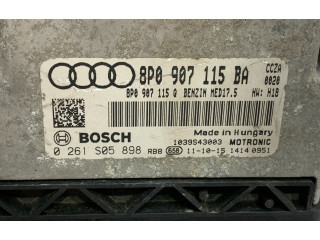 8P0 907 115 BA
CCZA
0020
8P0 907 115 Q BENZIN MED17.5 HW: H18
BOSCH
Made in Hungary
1039S43003 MOTRONIC
0 261 S05 898 RBB 11-10-15 1414 0951